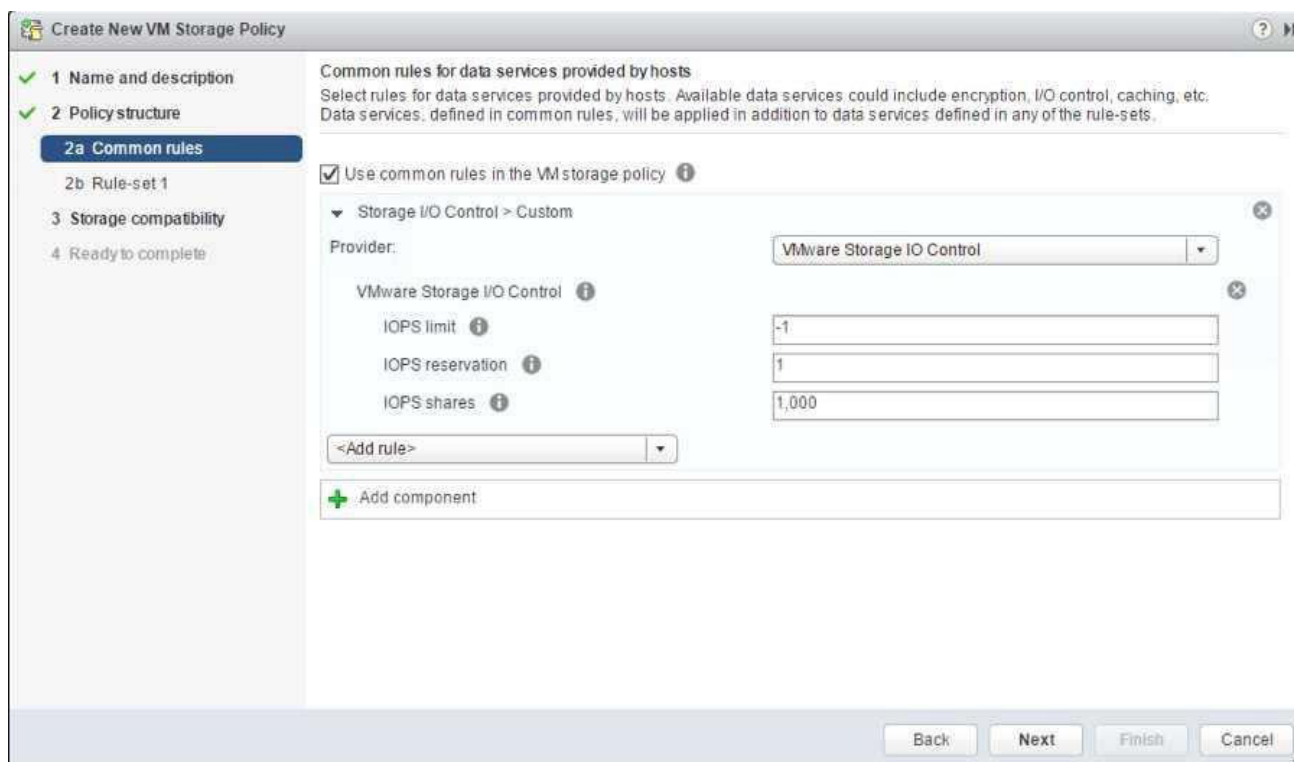 Create New VM Storage Policy
1 Name and description
2 Policy structure
2a Common rules
2b Rule-set 1
3 Storage compatibility
4 Ready to complete
Common rules for data services provided by hosts
Select rules for data services provided by hosts. Available data services could include encryption, I/O control, caching, etc.
Data services, defined in common rules, will be applied in addition to data services defined in any of the rule-sets.
Use common rules in the VM storage policy
Storage I/O Control > Custom
Provider: VMware Storage IO Control
VMware Storage I/O Control
IOPS limit -1
IOPS reservation 1
IOPS shares 1,000
<Add rule>
Add component
Back Next Finish Cancel